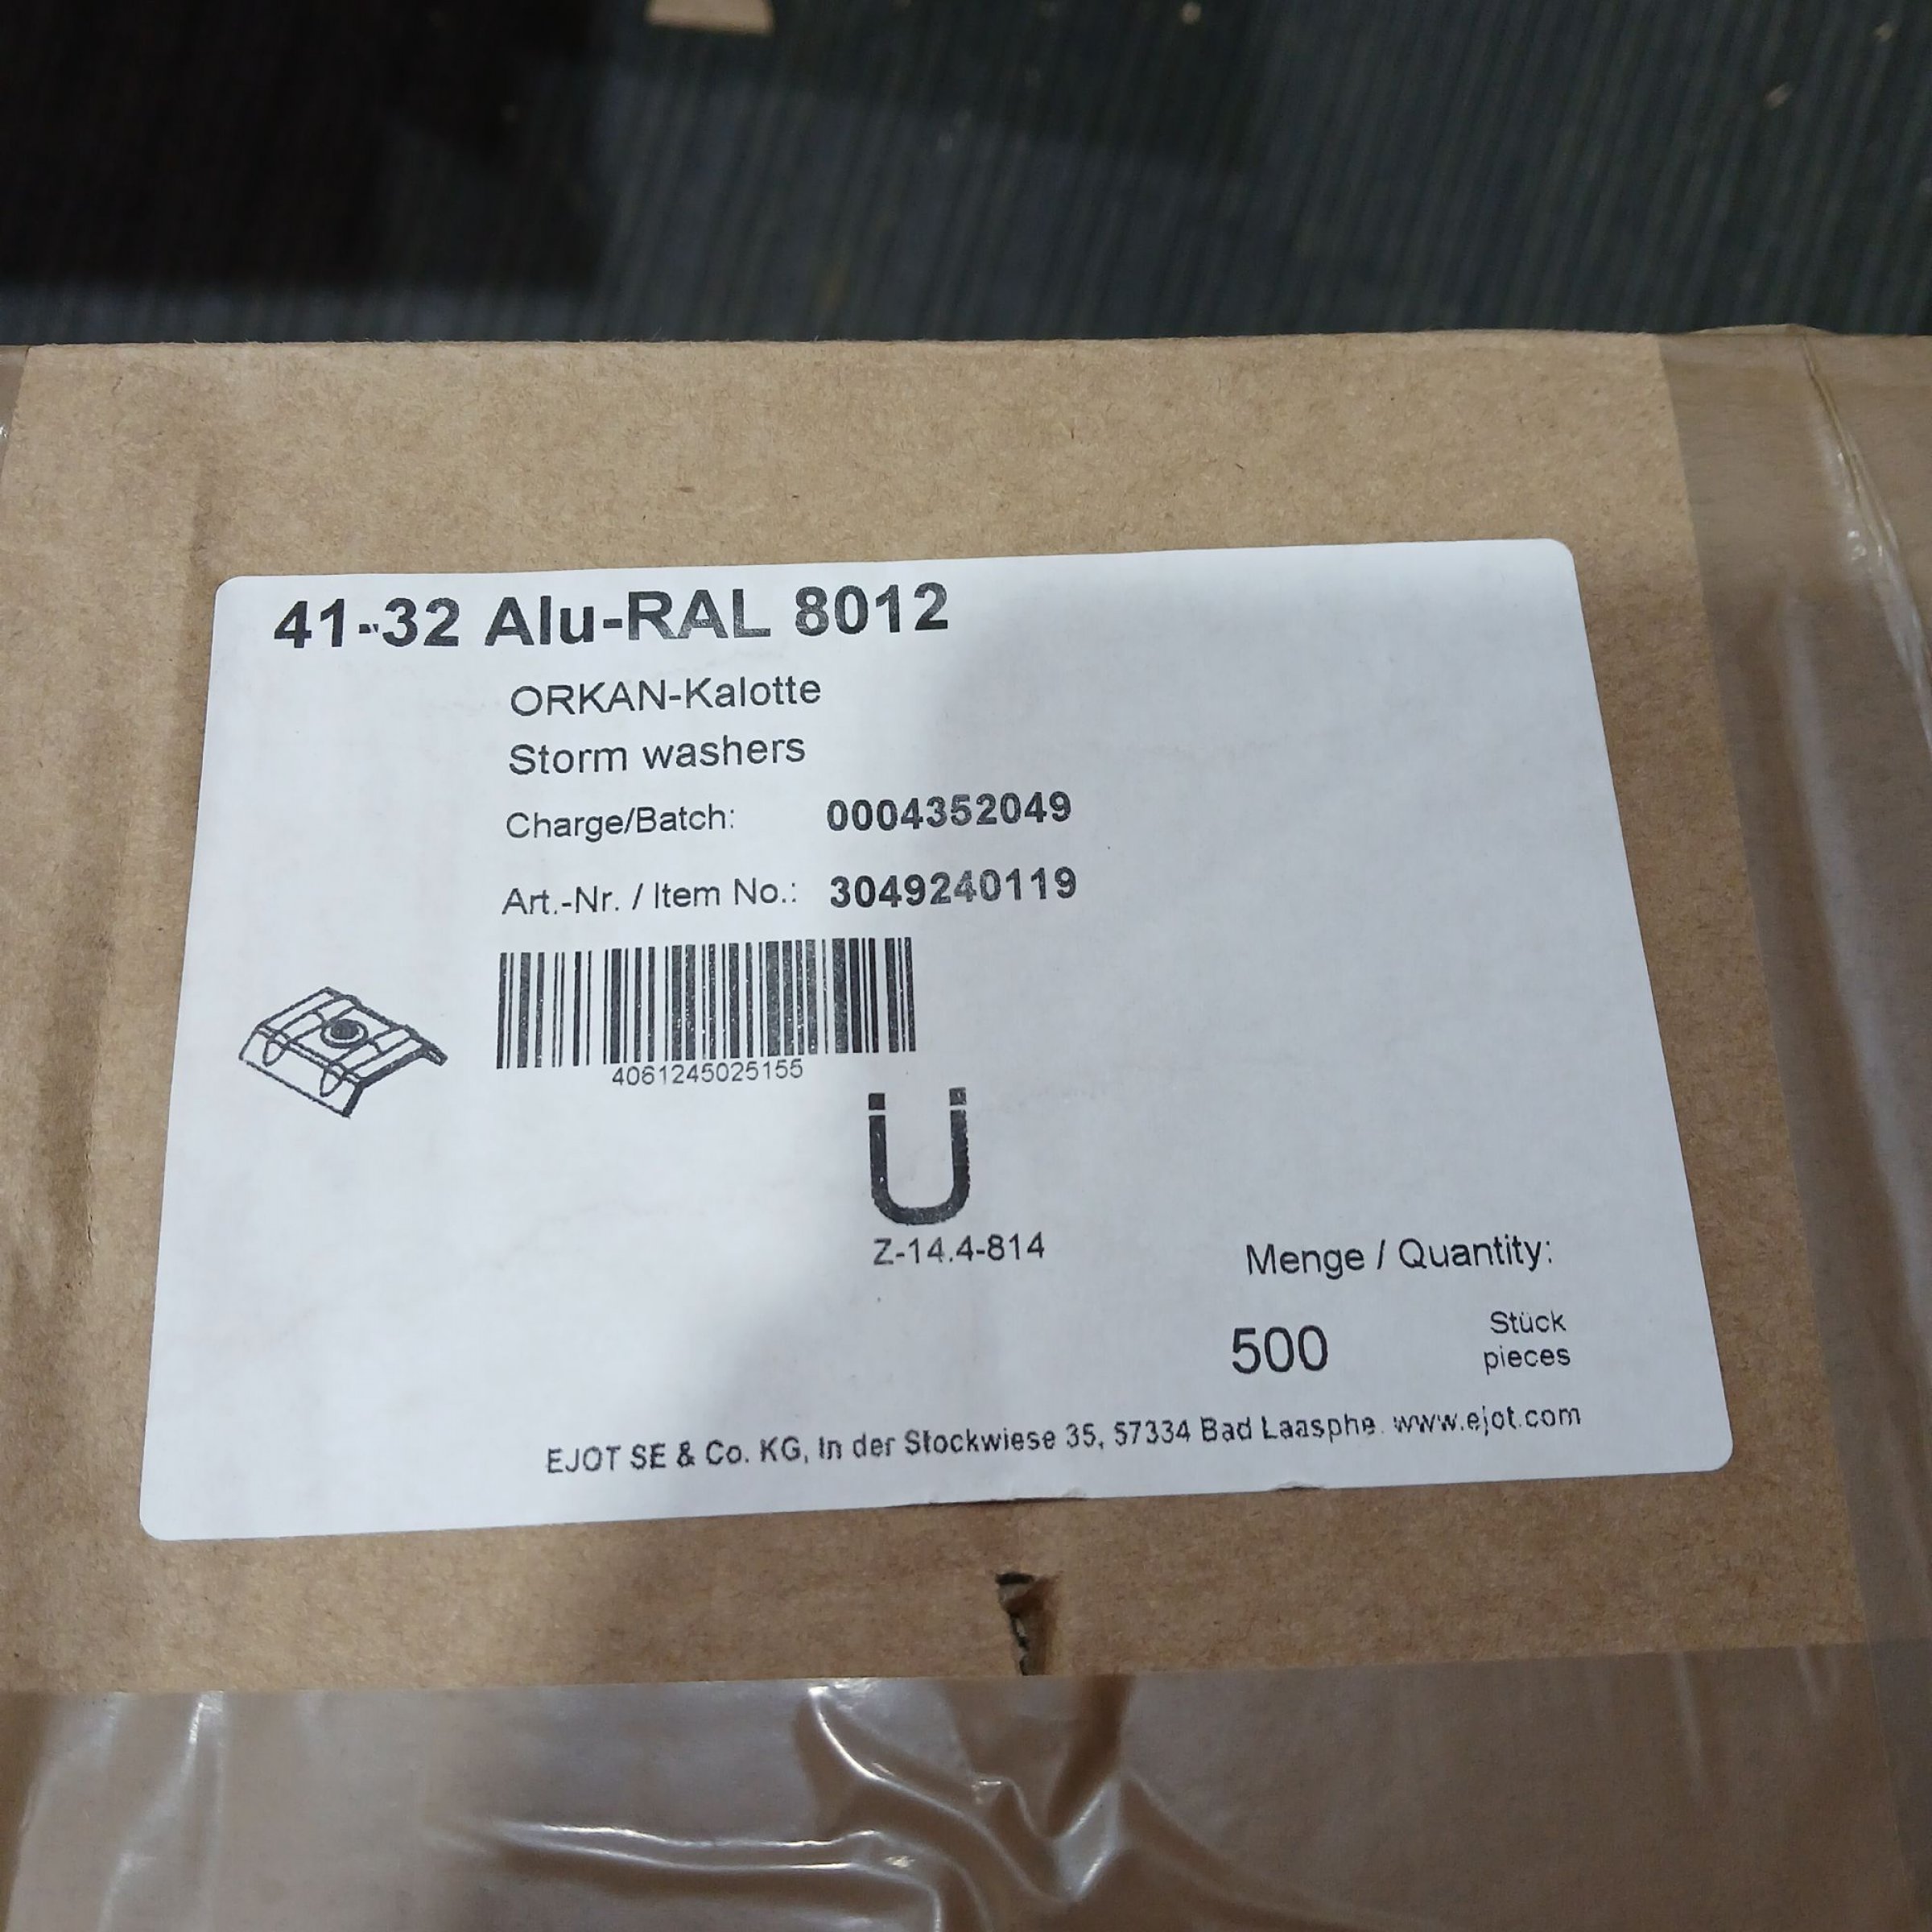 41-32 Alu-RAL 8012
ORKAN-Kalotte
Storm washers
Charge/Batch: 0004352049
Art.-Nr. / Item No.: 3049240119
4061245025155
Ü
Z-14.4-814
Menge / Quantity:
500 Stück
pieces
EJOT SE & Co. KG, In der Stockwiese 35, 57334 Bad Laasphe. www.ejot.com